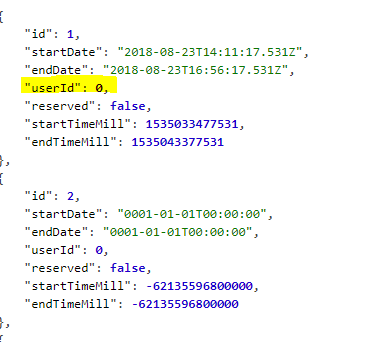 {
"id": 1,
"startDate": "2018-08-23T14:11:17.531Z",
"endDate": "2018-08-23T16:56:17.531Z",
"userId": 0,
"reserved": false,
"startTimeMill": 1535033477531,
"endTimeMill": 1535043377531
},
{
"id": 2,
"startDate": "0001-01-01T00:00:00",
"endDate": "0001-01-01T00:00:00",
"userId": 0,
"reserved": false,
"startTimeMill": -62135596800000,
"endTimeMill": -62135596800000
},
{